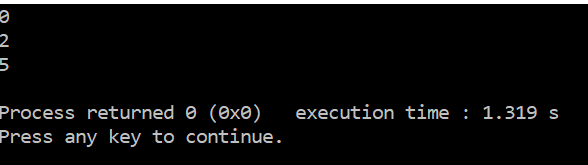 0
2
5
Process returned 0 (0x0)   execution time : 1.319 s
Press any key to continue.